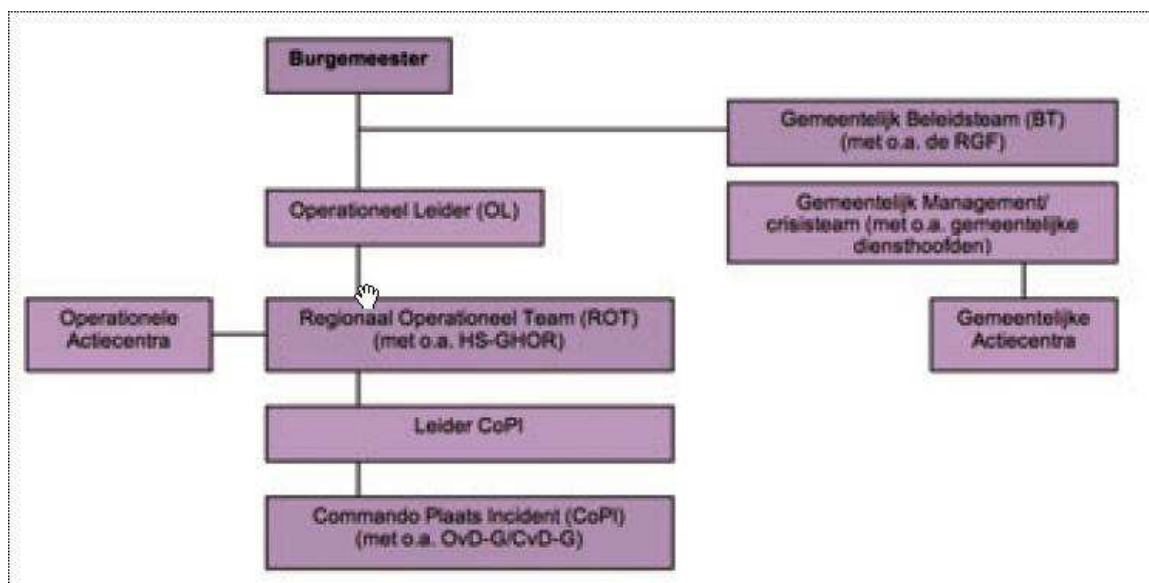 Burgemeester
Gemeentelijk Beleidsteam (BT)
(met o.a. de RGF)
Operationeel Leider (OL)
Gemeentelijk Management/
crisisteam (met o.a. gemeentelijke
diensthoofden)
Operationele
Actiecentra
Regionaal Operationeel Team (ROT)
(met o.a. HS-GHOR)
Gemeentelijke
Actiecentra
Leider CoPI
Commando Plaats Incident (CoPI)
(met o.a. OvD-G/CvD-G)